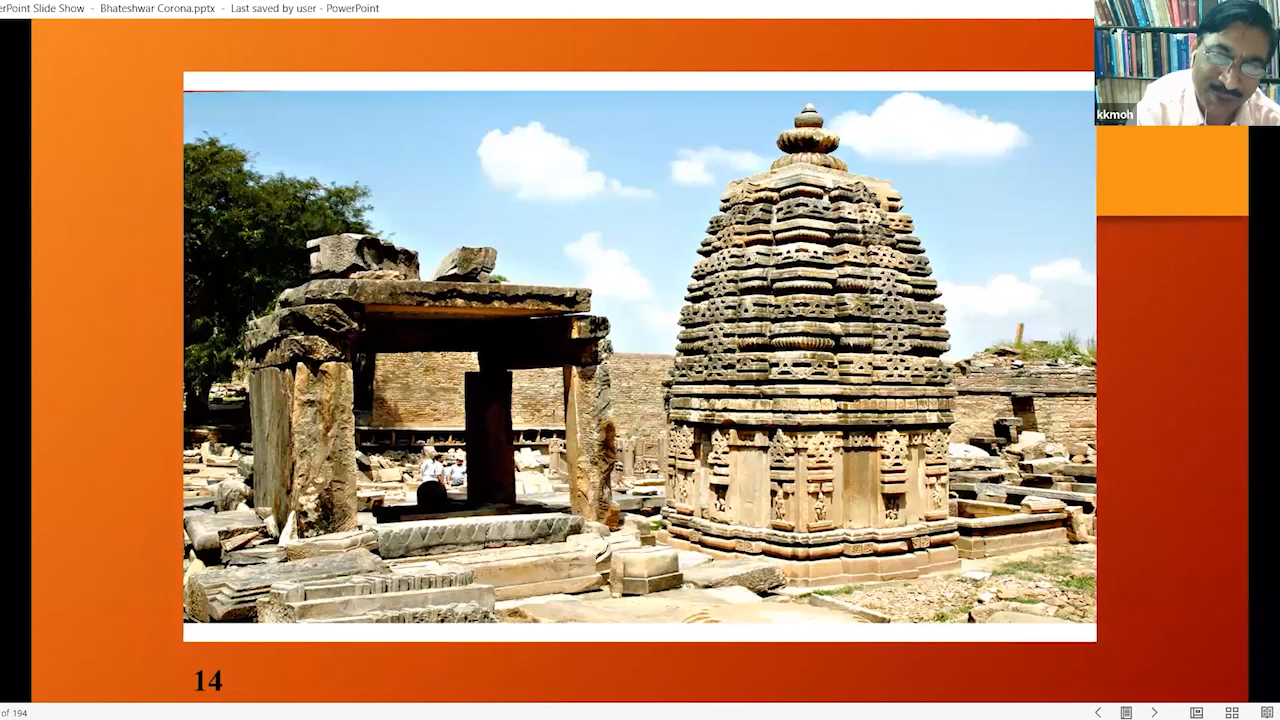 erPoint Slide Show - Bhateshwar Corona.pptx - Last saved by user - PowerPoint
kkmoh
14
of 194